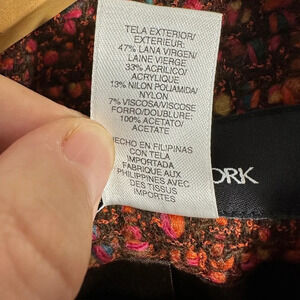 TELA EXTERIOR/
EXTERIEUR:
47% LANA VIRGEN/
LAINE VIERGE
33% ACRILICO/
ACRYLIQUE
13% NILON POLIAMIDA/
NYLON
7% VISCOSA/VISCOSE
FORRO/DOUBLURE:
100% ACETATO/
ACETATE
HECHO EN FILIPINAS
CON TELA
IMPORTADA
FABRIQUE AUX
PHILIPPINES AVEC
DES TISSUS
IMPORTES
ORK